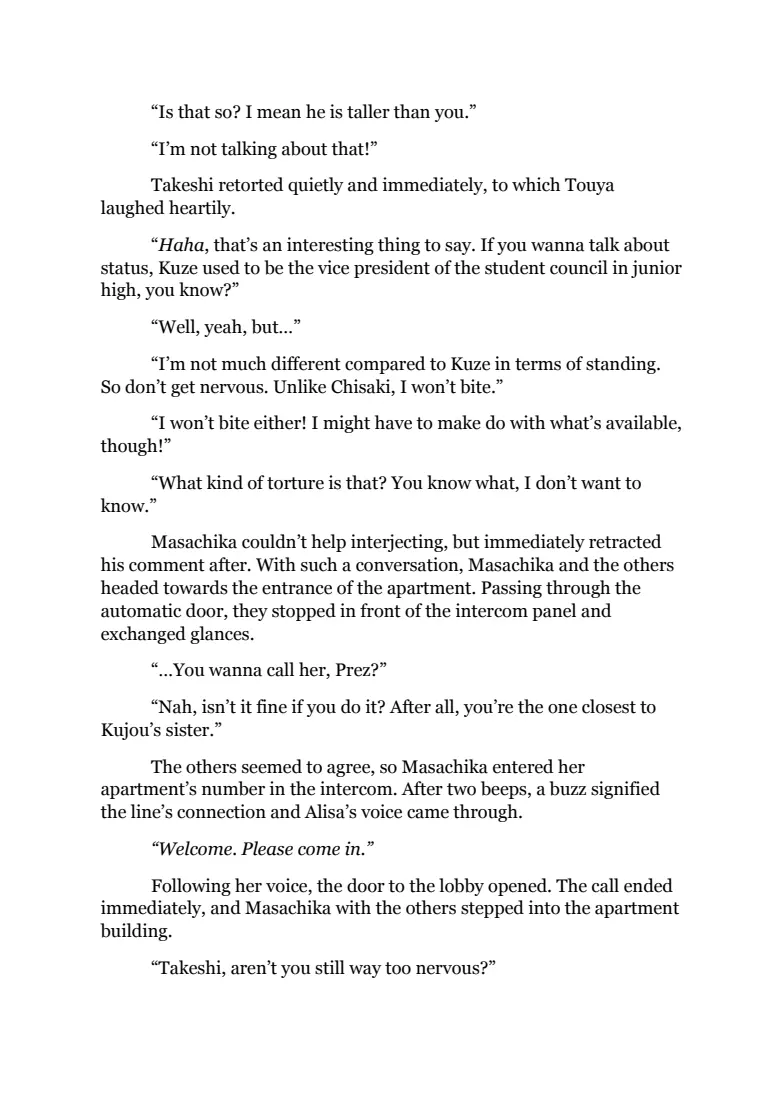 “Is that so? I mean he is taller than you.”
“I’m not talking about that!”
Takeshi retorted quietly and immediately, to which Touya
laughed heartily.
“Haha, that’s an interesting thing to say. If you wanna talk about
status, Kuze used to be the vice president of the student council in junior
high, you know?”
“Well, yeah, but…”
“I’m not much different compared to Kuze in terms of standing.
So don’t get nervous. Unlike Chisaki, I won’t bite.”
“I won’t bite either! I might have to make do with what’s available,
though!”
“What kind of torture is that? You know what, I don’t want to
know.”
Masachika couldn’t help interjecting, but immediately retracted
his comment after. With such a conversation, Masachika and the others
headed towards the entrance of the apartment. Passing through the
automatic door, they stopped in front of the intercom panel and
exchanged glances.
“…You wanna call her, Prez?”
“Nah, isn’t it fine if you do it? After all, you’re the one closest to
Kujou’s sister.”
The others seemed to agree, so Masachika entered her
apartment’s number in the intercom. After two beeps, a buzz signified
the line’s connection and Alisa’s voice came through.
“Welcome. Please come in.”
Following her voice, the door to the lobby opened. The call ended
immediately, and Masachika with the others stepped into the apartment
building.
“Takeshi, aren’t you still way too nervous?”